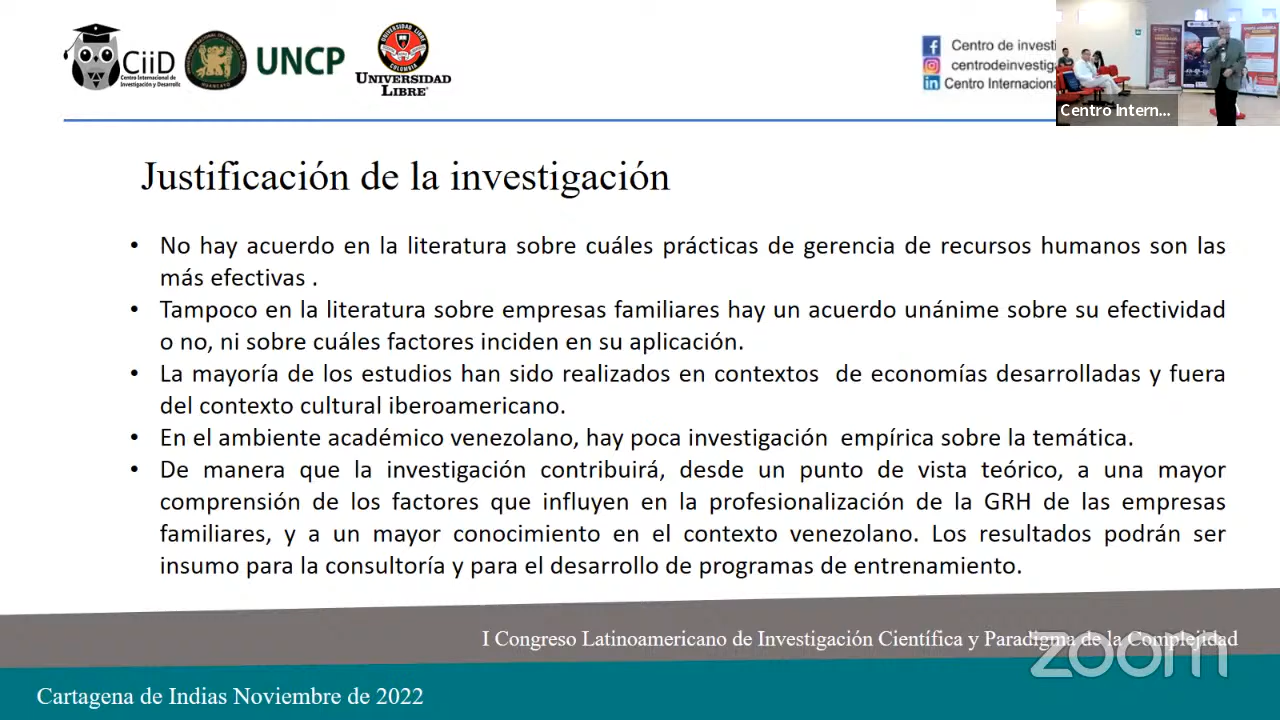 CiiD
Centro Internacional de
Investigación y Desarrollo
UNCP
UNIVERSIDAD LIBRE
COLOMBIA
UNIVERSIDAD
LIBRE®
Centro de investi
centrodeinvestig
Centro Internaciona
Centro Intern...
Justificación de la investigación
• No hay acuerdo en la literatura sobre cuáles prácticas de gerencia de recursos humanos son las
más efectivas .
• Tampoco en la literatura sobre empresas familiares hay un acuerdo unánime sobre su efectividad
o no, ni sobre cuáles factores inciden en su aplicación.
• La mayoría de los estudios han sido realizados en contextos de economías desarrolladas y fuera
del contexto cultural iberoamericano.
• En el ambiente académico venezolano, hay poca investigación empírica sobre la temática.
• De manera que la investigación contribuirá, desde un punto de vista teórico, a una mayor
comprensión de los factores que influyen en la profesionalización de la GRH de las empresas
familiares, y a un mayor conocimiento en el contexto venezolano. Los resultados podrán ser
insumo para la consultoría y para el desarrollo de programas de entrenamiento.
I Congreso Latinoamericano de Investigación Científica y Paradigma de la Complejidad
zoom
Cartagena de Indias Noviembre de 2022